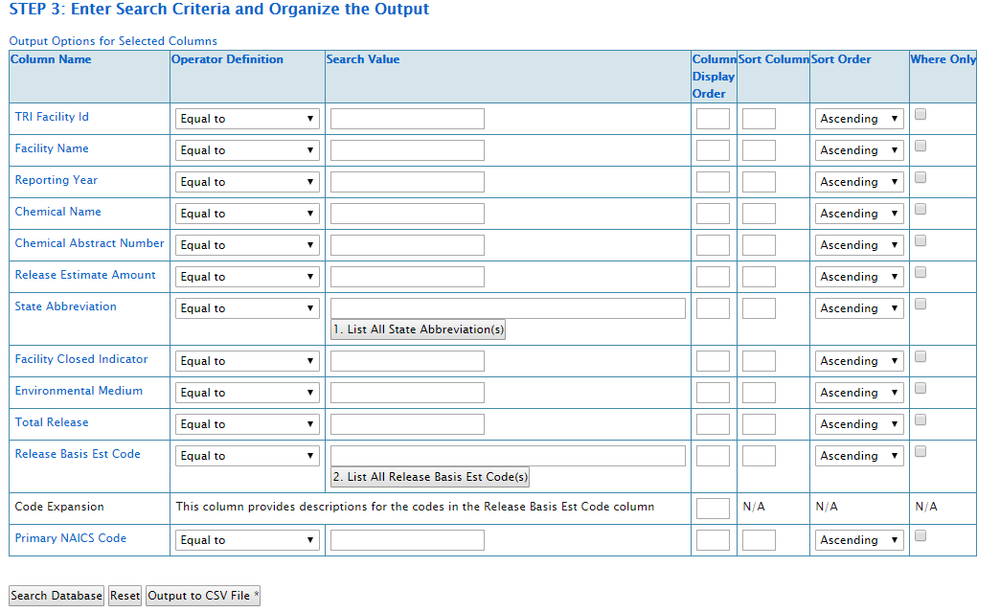 STEP 3: Enter Search Criteria and Organize the Output
Output Options for Selected Columns
Column Name Operator Definition Search Value Column Display Order Sort Column Sort Order Where Only
TRI Facility Id Equal to Ascending
Facility Name Equal to Ascending
Reporting Year Equal to Ascending
Chemical Name Equal to Ascending
Chemical Abstract Number Equal to Ascending
Release Estimate Amount Equal to Ascending
State Abbreviation Equal to Ascending
1. List All State Abbreviation(s)
Facility Closed Indicator Equal to Ascending
Environmental Medium Equal to Ascending
Total Release Equal to Ascending
Release Basis Est Code Equal to Ascending
2. List All Release Basis Est Code(s)
Code Expansion This column provides descriptions for the codes in the Release Basis Est Code column N/A N/A N/A
Primary NAICS Code Equal to Ascending
Search Database Reset Output to CSV File *